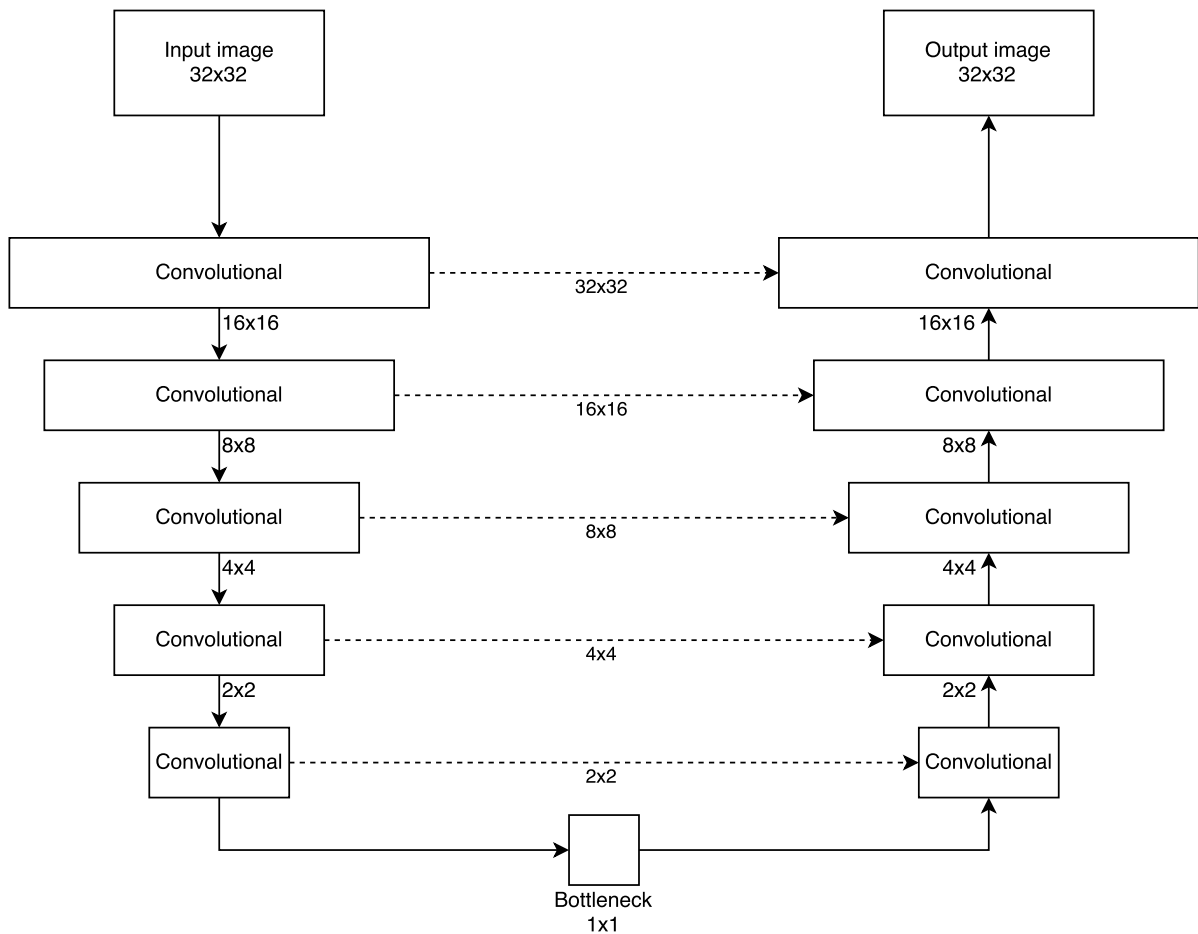 Input image
32x32
Output image
32x32
Convolutional
32x32
Convolutional
16x16
16x16
Convolutional
16x16
Convolutional
8x8
8x8
Convolutional
8x8
Convolutional
4x4
4x4
Convolutional
4x4
Convolutional
2x2
2x2
Convolutional
2x2
Convolutional
Bottleneck
1x1